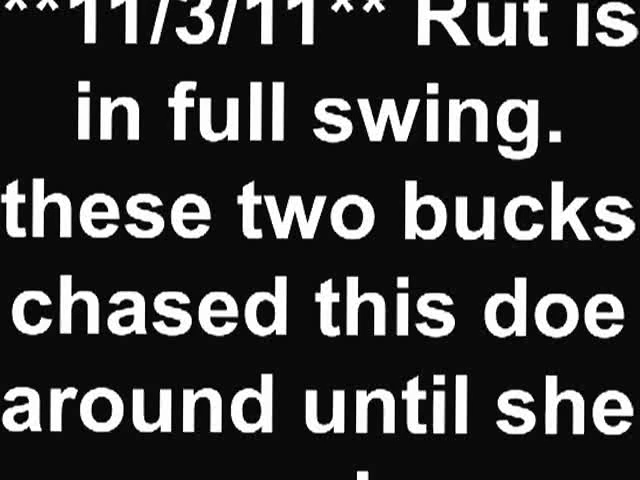 **11/3/11** Rut is
in full swing.
these two bucks
chased this doe
around until she